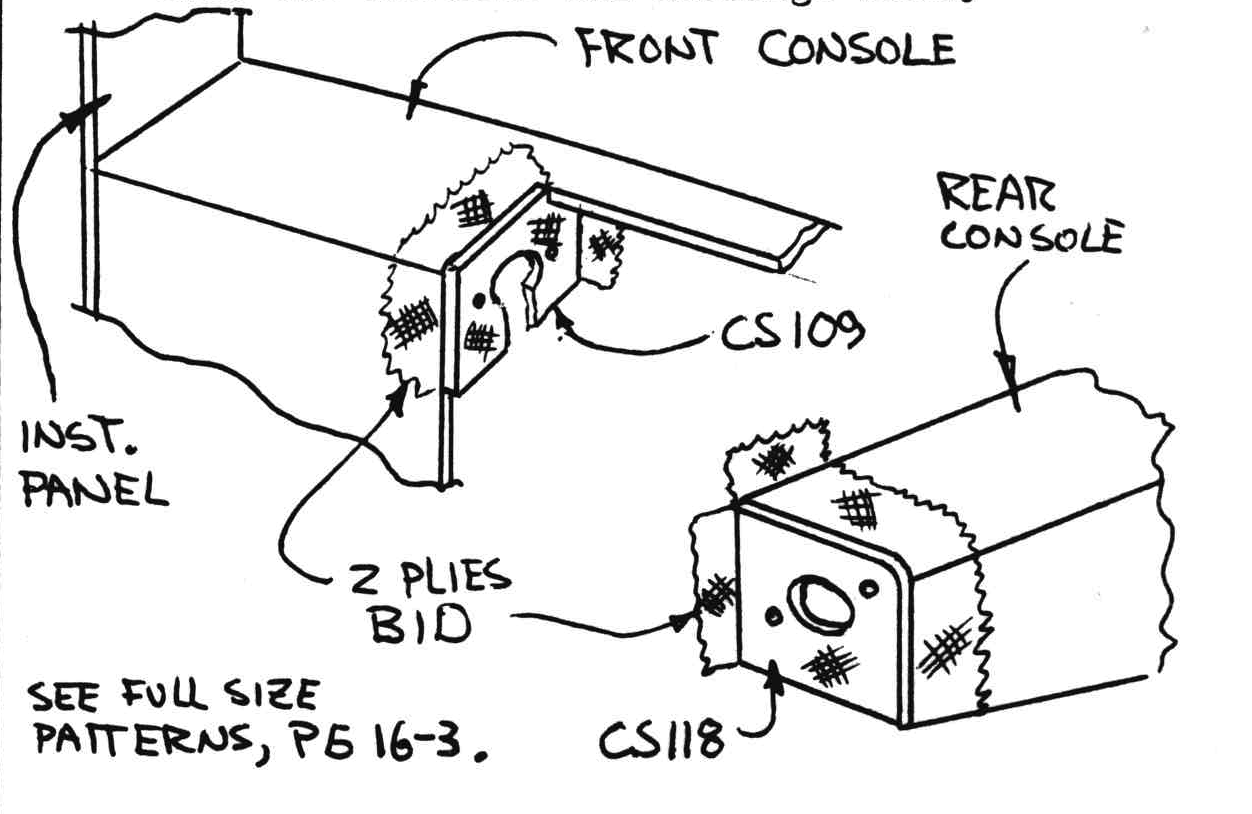 FRONT CONSOLE
REAR
CONSOLE
CS109
INST.
PANEL
2 PLIES
BID
SEE FULL SIZE
PATTERNS, PG 16-3.
CS118